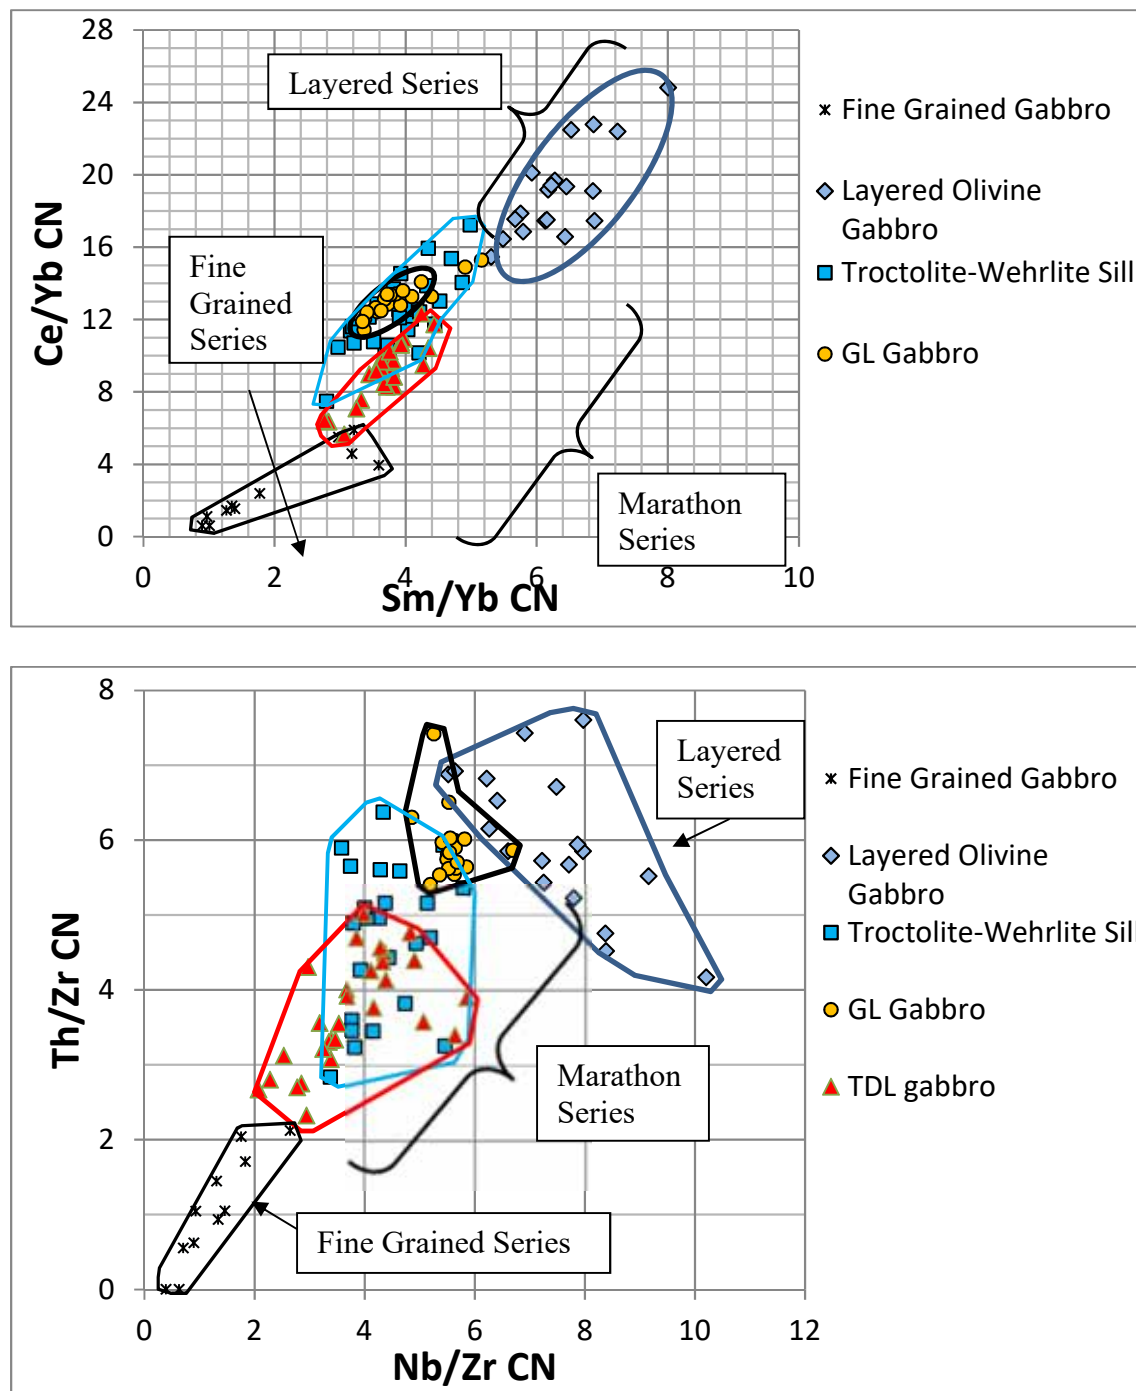 28
24
20
16
12
8
4
0
Ce/Yb CN
Layered Series
Fine
Grained
Series
Marathon
Series
0 2 4 6 8 10
Sm/Yb CN
Fine Grained Gabbro
Layered Olivine
Gabbro
Troctolite-Wehrlite Sill
GL Gabbro
8
6
4
2
0
Th/Zr CN
Layered
Series
Marathon
Series
Fine Grained Series
0 2 4 6 8 10 12
Nb/Zr CN
Fine Grained Gabbro
Layered Olivine
Gabbro
Troctolite-Wehrlite Sill
GL Gabbro
TDL gabbro